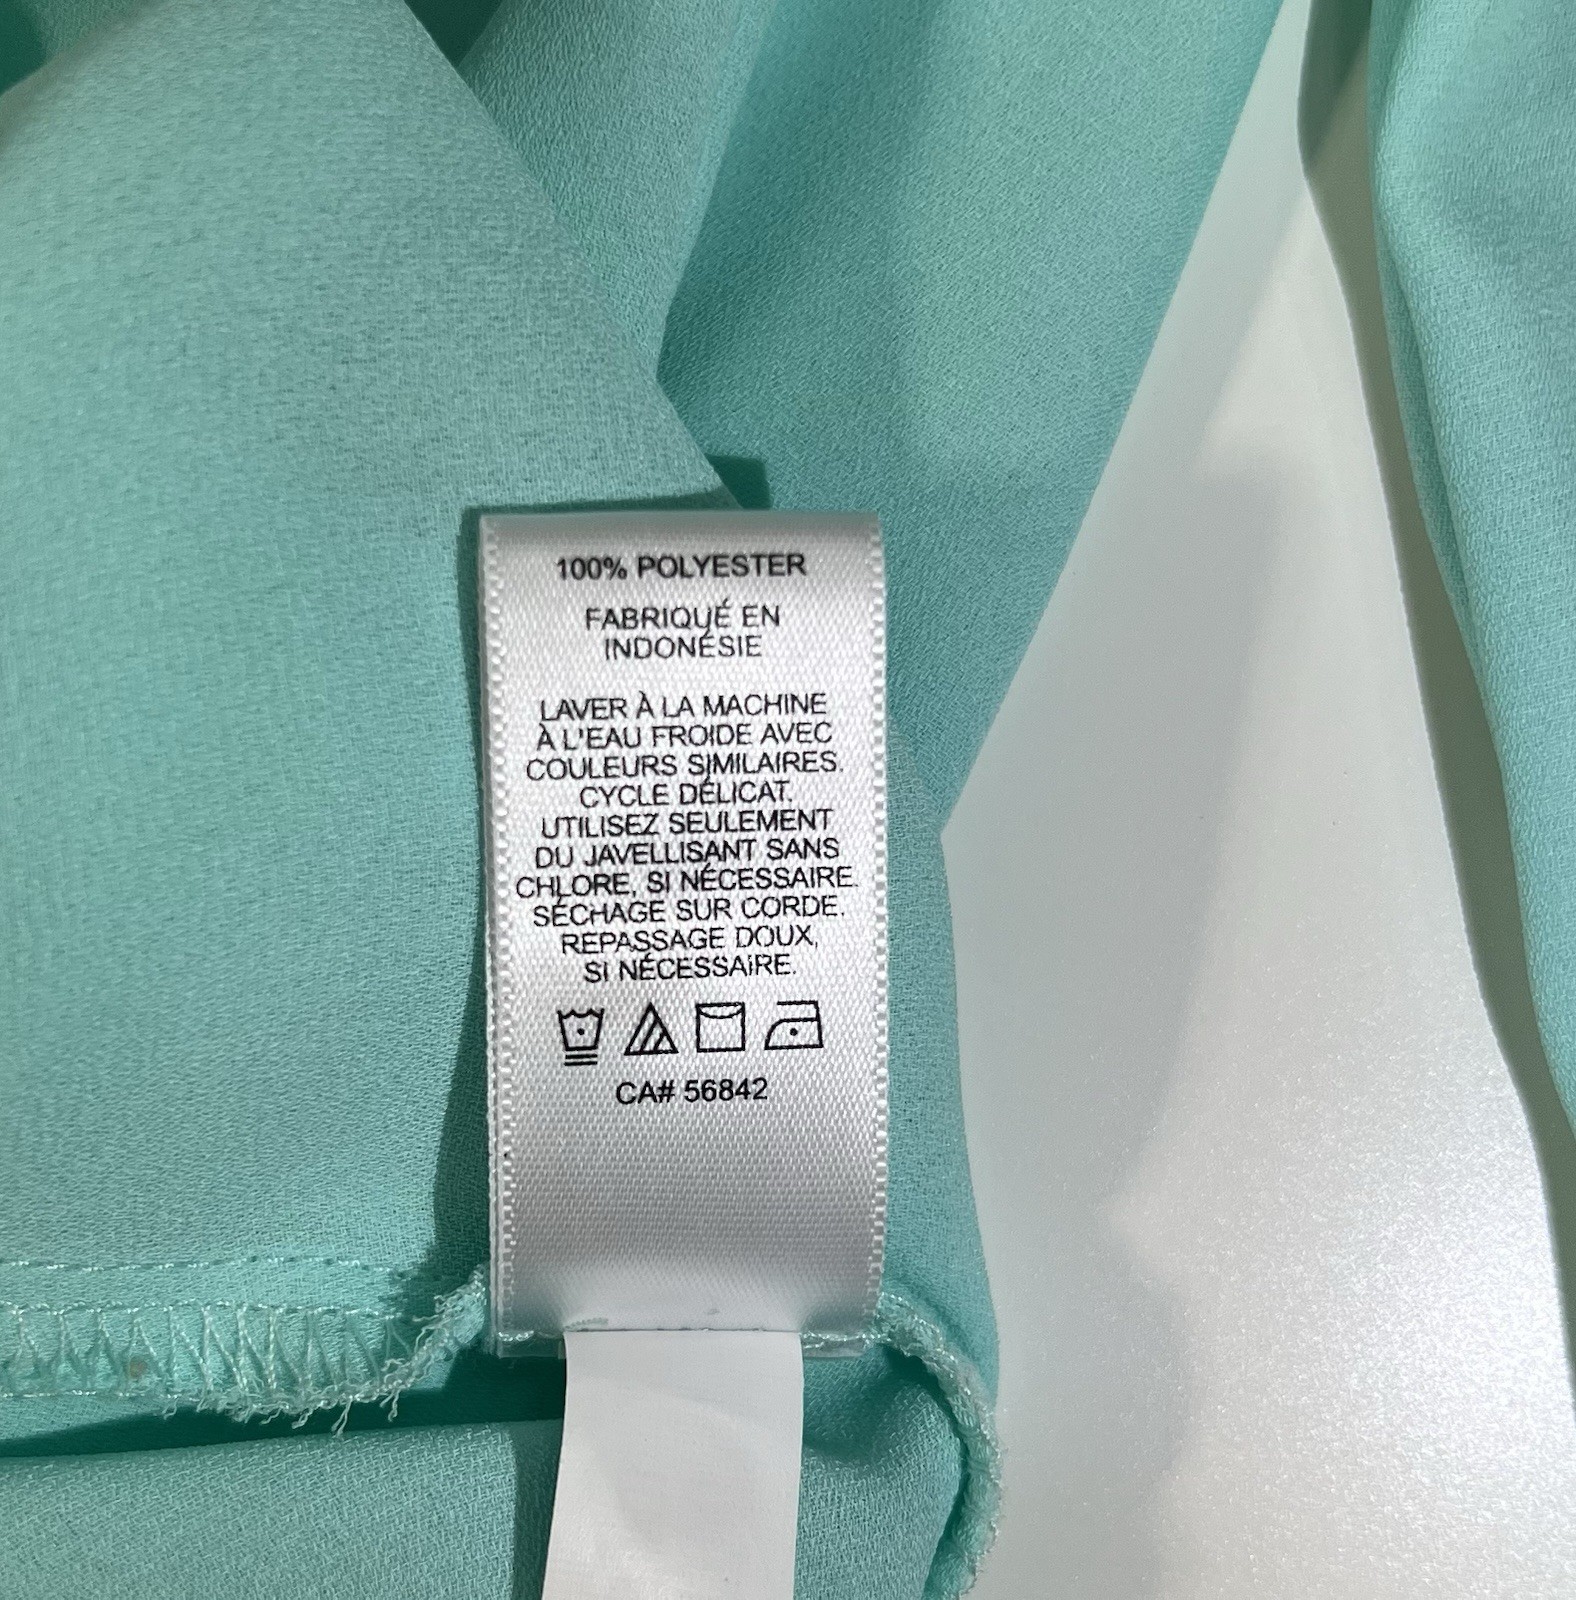 100% POLYESTER
FABRIQUÉ EN
INDONÉSIE
LAVER À LA MACHINE
À L'EAU FROIDE AVEC
COULEURS SIMILAIRES.
CYCLE DÉLICAT.
UTILISEZ SEULEMENT
DU JAVELLISANT SANS
CHLORE, SI NÉCESSAIRE.
SÉCHAGE SUR CORDE.
REPASSAGE DOUX,
SI NÉCESSAIRE.
CA# 56842